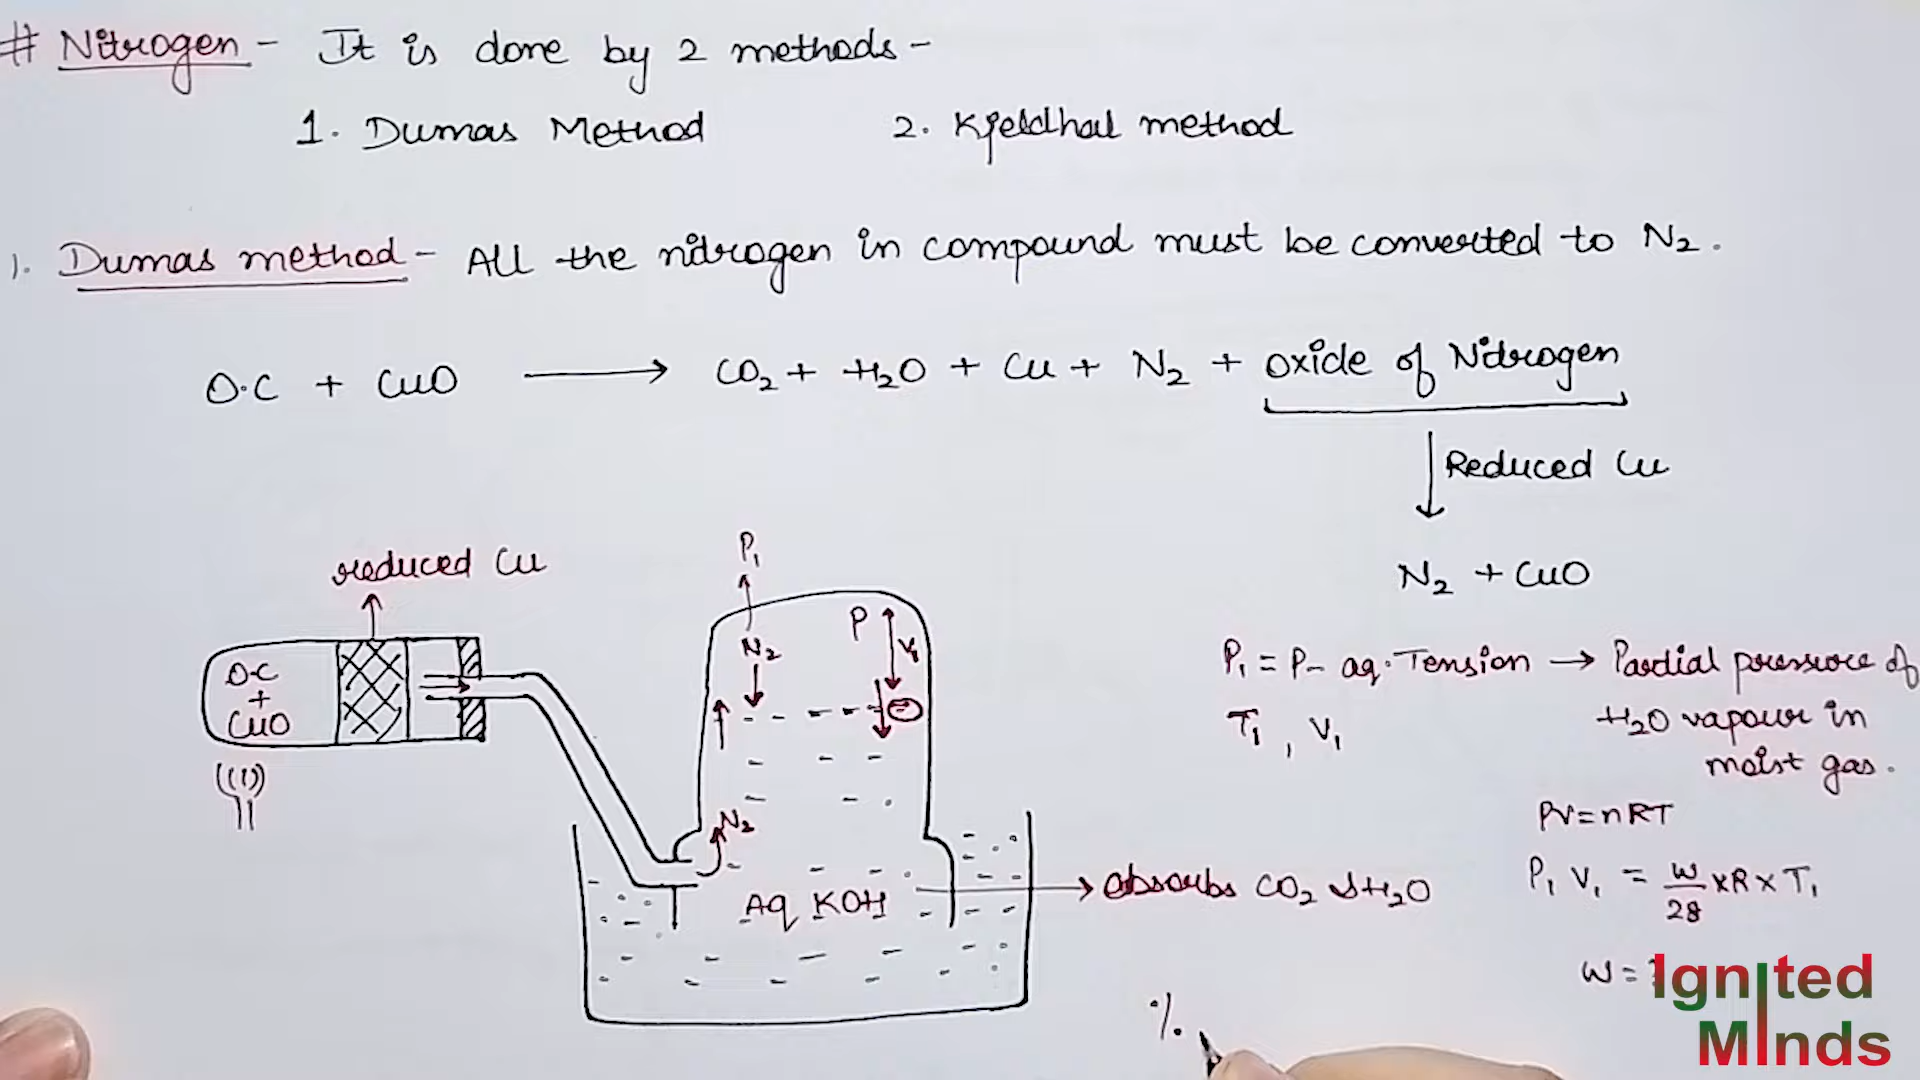 # Nitrogen - It is done by 2 methods -
1. Dumas Method 2. Kjeldhal method
1. Dumas method - All the nitrogen in compound must be converted to N₂.
O.C + CuO ⟶ CO₂ + H₂O + Cu + N₂ + Oxide of Nitrogen
Reduced Cu
N₂ + CuO
reduced Cu
P₁
P
N₂
V₁
O.C
+
CuO
N₂
Aq KOH
absorbs CO₂ & H₂O
P₁ = P - aq. Tension → Partial pressure of
T₁, V₁ H₂O vapour in
moist gas.
PV = nRT
P₁ V₁ = w/28 × R × T₁
w =
%
Ignited
Minds